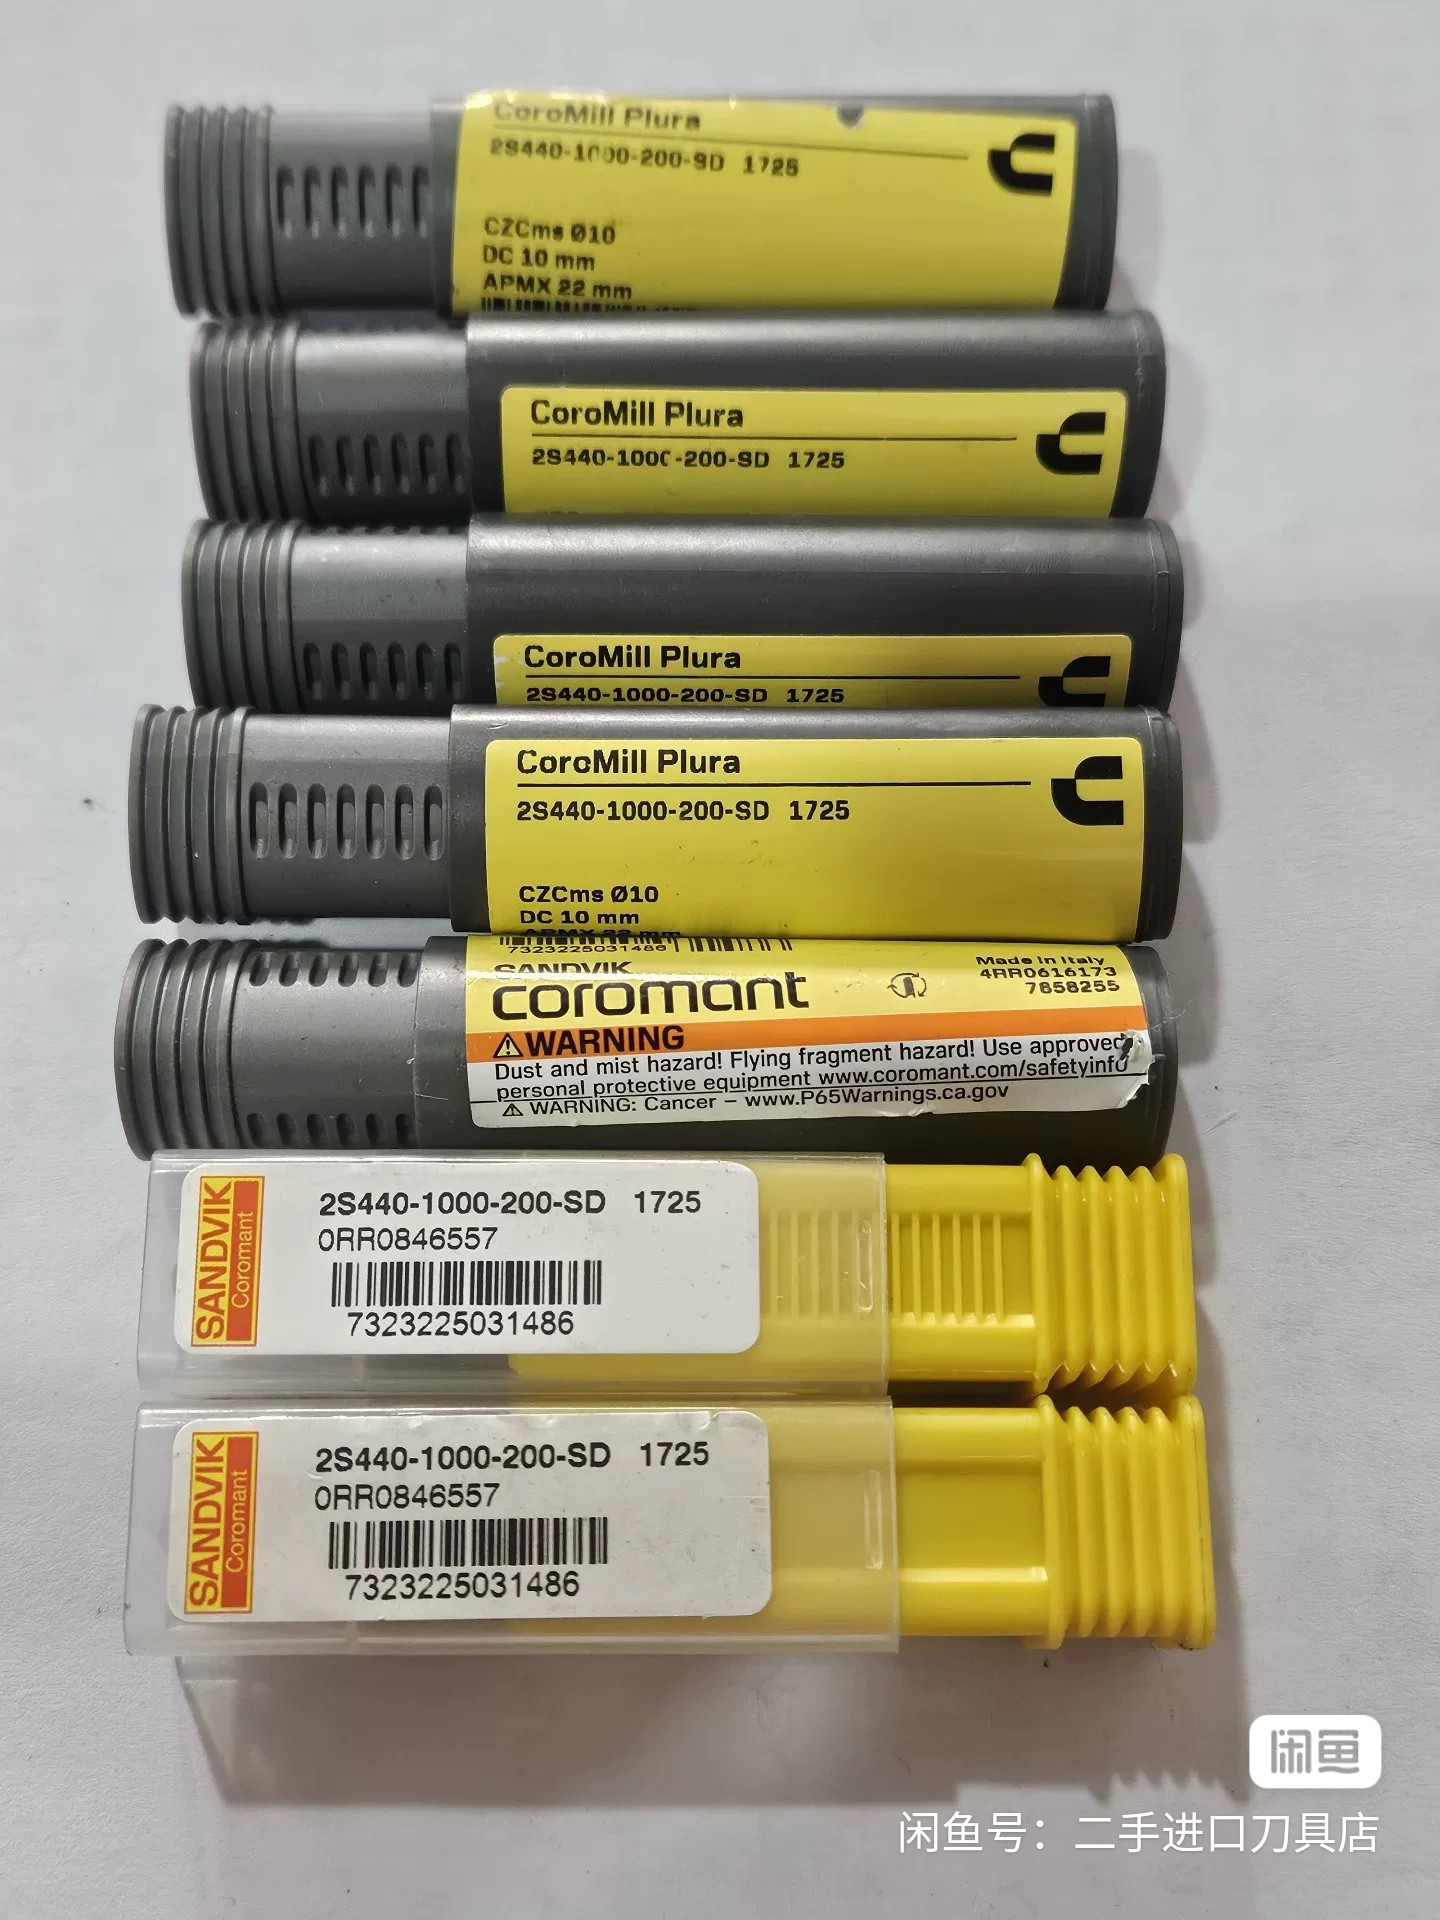 CoroMill Plura
2S440-1000-200-SD 1725
CZCms Ø10
DC 10 mm
APMX 22 mm
CoroMill Plura
2S440-100C-200-SD 1725
CoroMill Plura
2S440-1000-200-SD 1725
CoroMill Plura
2S440-1000-200-SD 1725
CZCms Ø10
DC 10 mm
APMX 22 mm
7323225031486
SANDVIK
coromant
Made in Italy
4RR0616173
7858255
WARNING
Dust and mist hazard! Flying fragment hazard! Use approved
personal protective equipment www.coromant.com/safetyinfo
WARNING: Cancer – www.P65Warnings.ca.gov
SANDVIK
Coromant
2S440-1000-200-SD 1725
0RR0846557
7323225031486
SANDVIK
Coromant
2S440-1000-200-SD 1725
0RR0846557
7323225031486
闲鱼
闲鱼号：二手进口刀具店